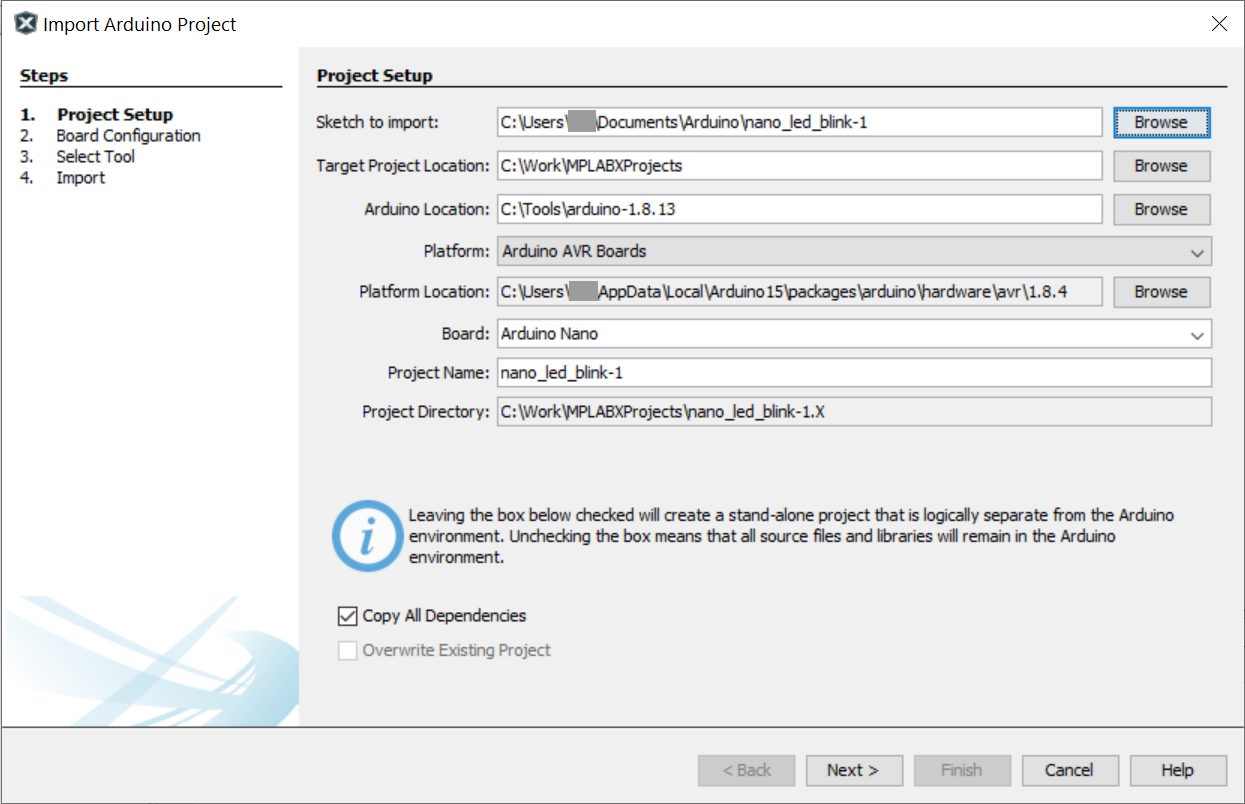 Import Arduino Project
Steps
1. Project Setup
2. Board Configuration
3. Select Tool
4. Import
Project Setup
Sketch to import: C:\Users\ \Documents\Arduino\nano_led_blink-1 Browse
Target Project Location: C:\Work\MPLABXProjects Browse
Arduino Location: C:\Tools\arduino-1.8.13 Browse
Platform: Arduino AVR Boards
Platform Location: C:\Users\ AppData\Local\Arduino15\packages\arduino\hardware\avr\1.8.4 Browse
Board: Arduino Nano
Project Name: nano_led_blink-1
Project Directory: C:\Work\MPLABXProjects\nano_led_blink-1.X
Leaving the box below checked will create a stand-alone project that is logically separate from the Arduino
environment. Unchecking the box means that all source files and libraries will remain in the Arduino
environment.
Copy All Dependencies
Overwrite Existing Project
< Back Next > Finish Cancel Help